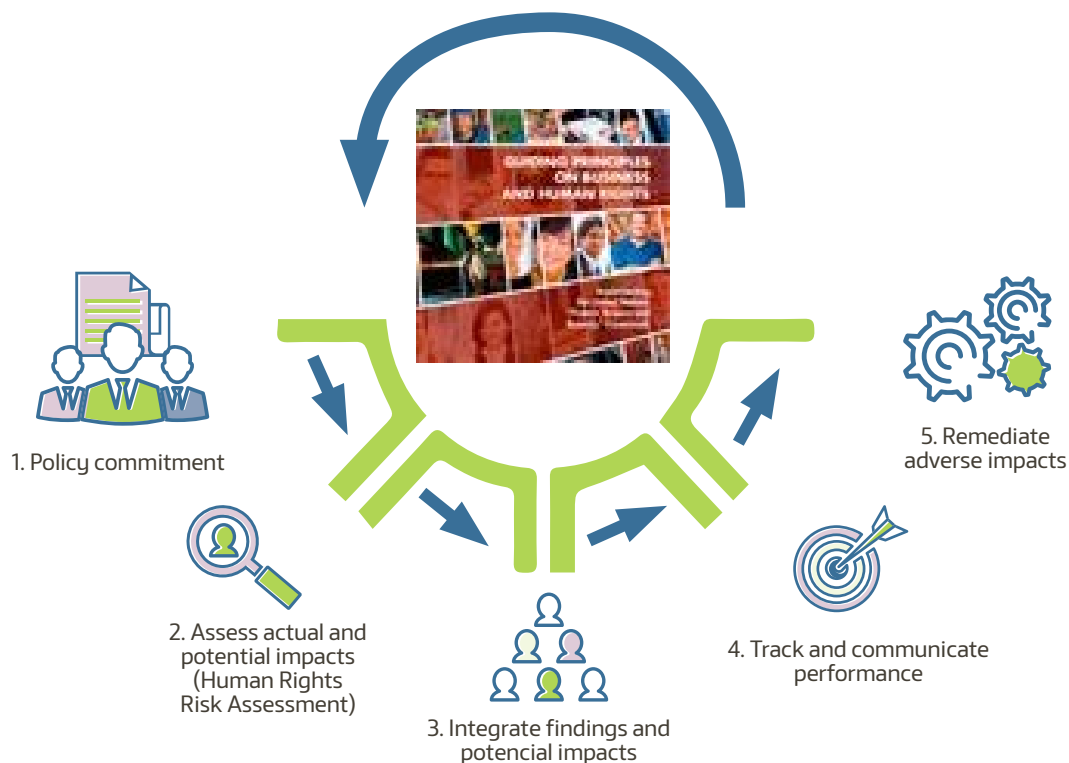 GUIDING PRINCIPLES
ON BUSINESS
AND HUMAN RIGHTS
1. Policy commitment
2. Assess actual and
potential impacts
(Human Rights
Risk Assessment)
3. Integrate findings and
potencial impacts
4. Track and communicate
performance
5. Remediate
adverse impacts